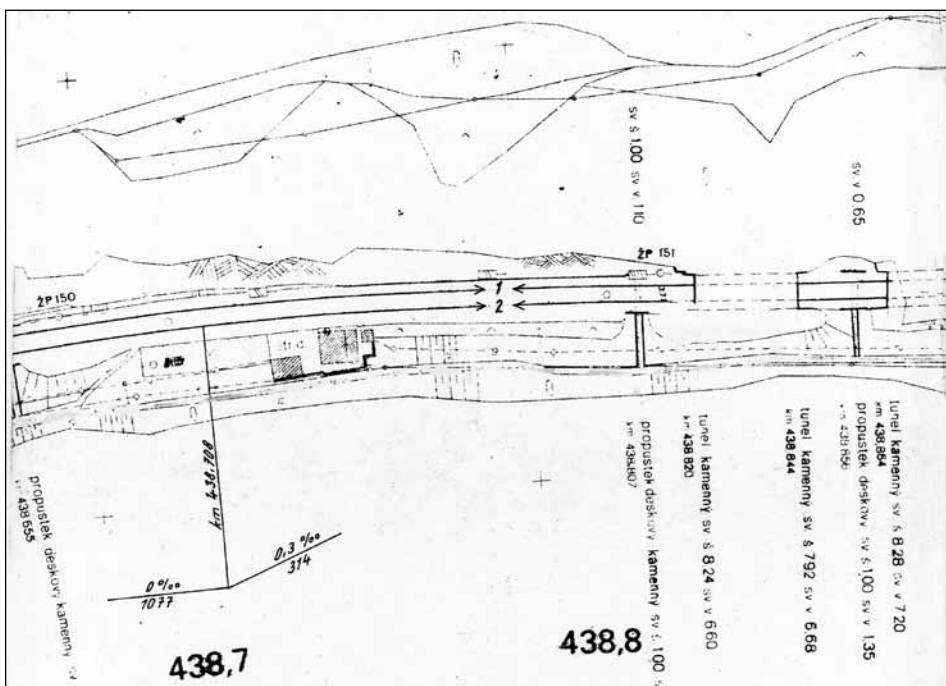 sv š 1.00 sv v 1.10
sv v 0.65
ŽP 151
ŽP 150
1
2
km 438,708
0 ‰
1077
0,3 ‰
314
438,7
438,8
propustek deskový kamenný sv
km 438.655
propustek deskový kamenný sv š 1.00 s
km 438.807
tunel kamenný sv š 8.24 sv v 6.60
km 438.820
tunel kamenný sv š 7.92 sv v 6.68
km 438.844
propustek deskový sv š 1.00 sv v 1.35
km 438.856
tunel kamenný sv š 8.28 sv v 7.20
km 438.864